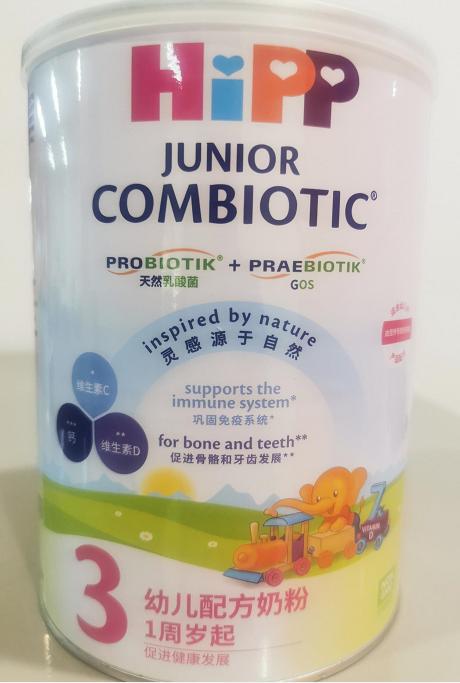 HiPP
JUNIOR
COMBIOTIC®
PROBIOTIK® + PRAEBIOTIK®
天然乳酸菌 GOS
inspired by nature
灵感源于自然
*
维生素C
***
钙
**
维生素D
supports the
immune system*
巩固免疫系统*
for bone and teeth**
促进骨骼和牙齿发展**
VITAMIN
D
3
幼儿配方奶粉
1周岁起
促进健康发展